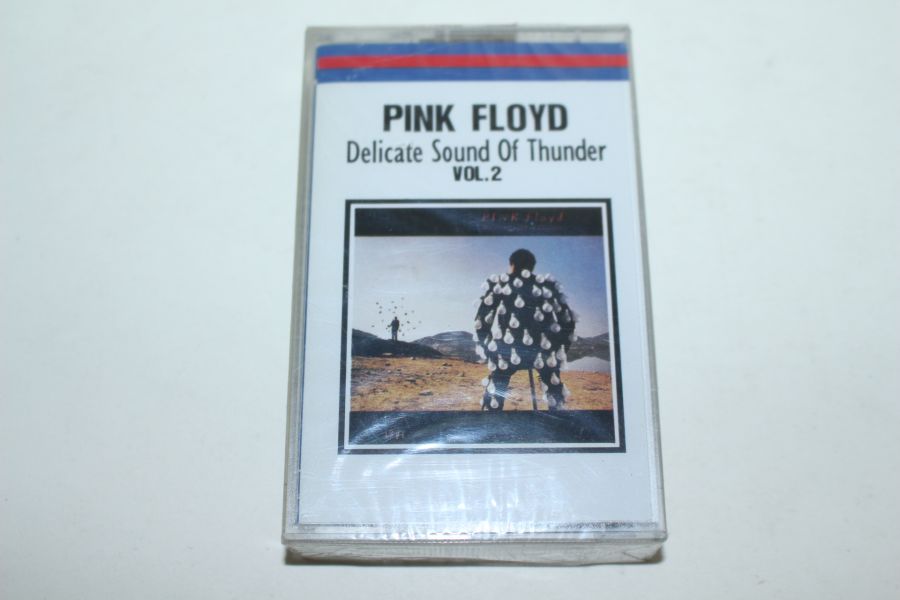 PINK FLOYD
Delicate Sound Of Thunder
VOL.2
PINK Floyd